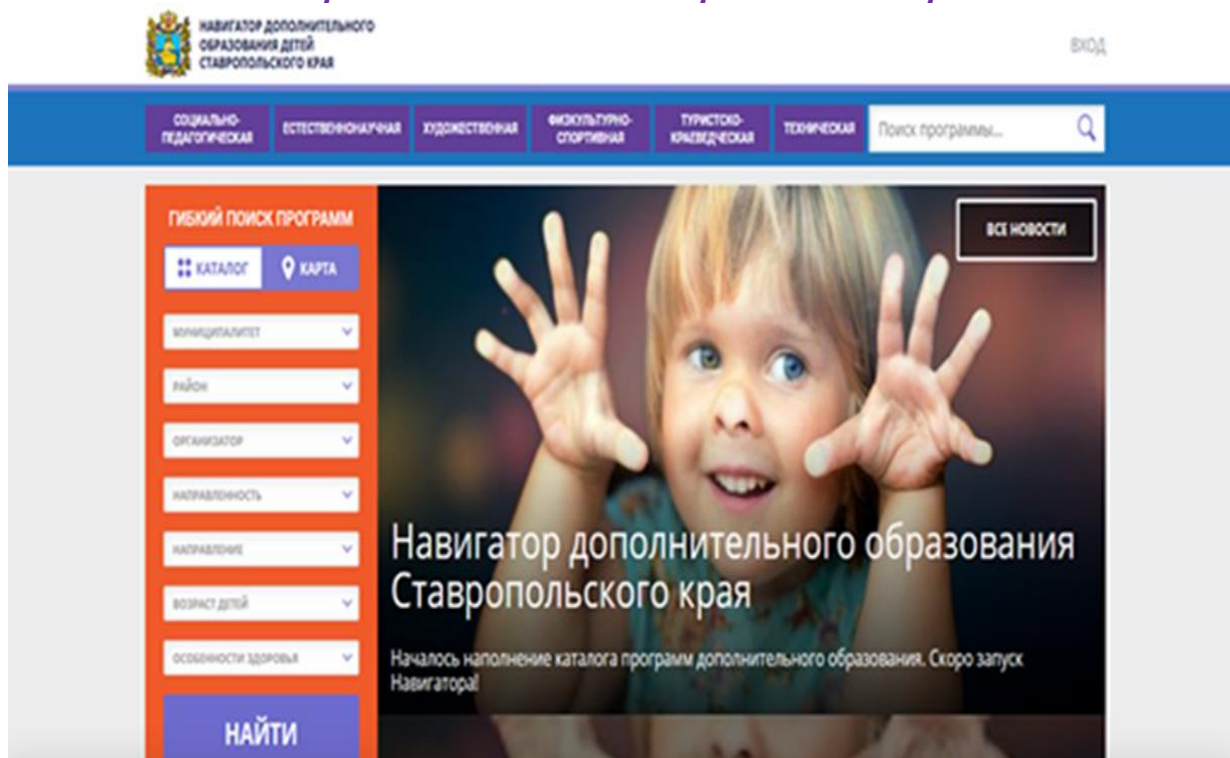 НАВИГАТОР ДОПОЛНИТЕЛЬНОГО
ОБРАЗОВАНИЯ ДЕТЕЙ
СТАВРОПОЛЬСКОГО КРАЯ
ВХОД
СОЦИАЛЬНО-
ПЕДАГОГИЧЕСКАЯ
ЕСТЕСТВЕННОНАУЧНАЯ
ХУДОЖЕСТВЕННАЯ
ФИЗКУЛЬТУРНО-
СПОРТИВНАЯ
ТУРИСТСКО-
КРАЕВЕДЧЕСКАЯ
ТЕХНИЧЕСКАЯ
Поиск программы...
ГИБКИЙ ПОИСК ПРОГРАММ
КАТАЛОГ
КАРТА
МУНИЦИПАЛИТЕТ
РАЙОН
ОРГАНИЗАТОР
НАПРАВЛЕННОСТЬ
НАПРАВЛЕНИЕ
ВОЗРАСТ ДЕТЕЙ
ОСОБЕННОСТИ ЗДОРОВЬЯ
НАЙТИ
ВСЕ НОВОСТИ
Навигатор дополнительного образования
Ставропольского края
Началось наполнение каталога программ дополнительного образования. Скоро запуск
Навигатора!